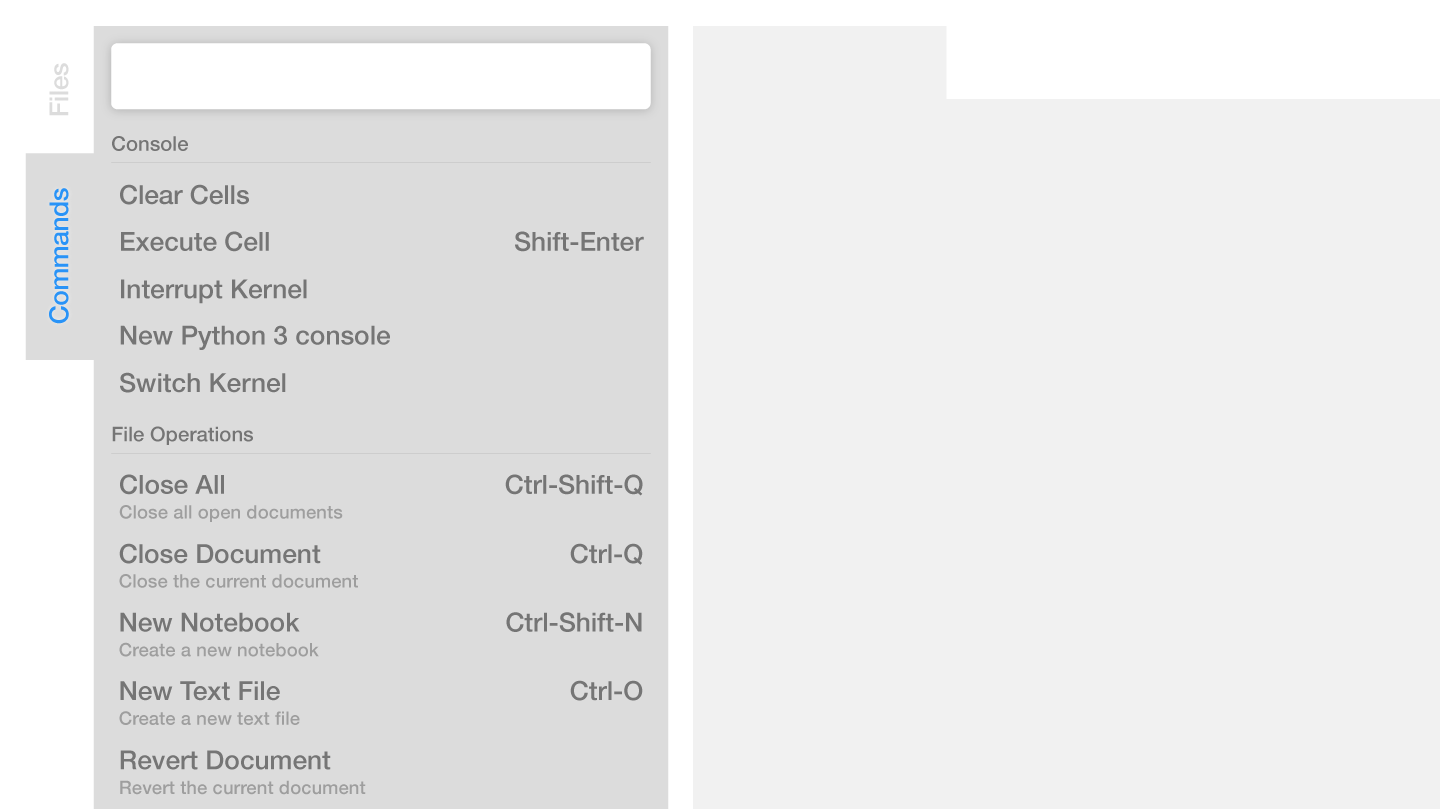 Files
Commands
Console
Clear Cells
Execute Cell Shift-Enter
Interrupt Kernel
New Python 3 console
Switch Kernel
File Operations
Close All Ctrl-Shift-Q
Close all open documents
Close Document Ctrl-Q
Close the current document
New Notebook Ctrl-Shift-N
Create a new notebook
New Text File Ctrl-O
Create a new text file
Revert Document
Revert the current document